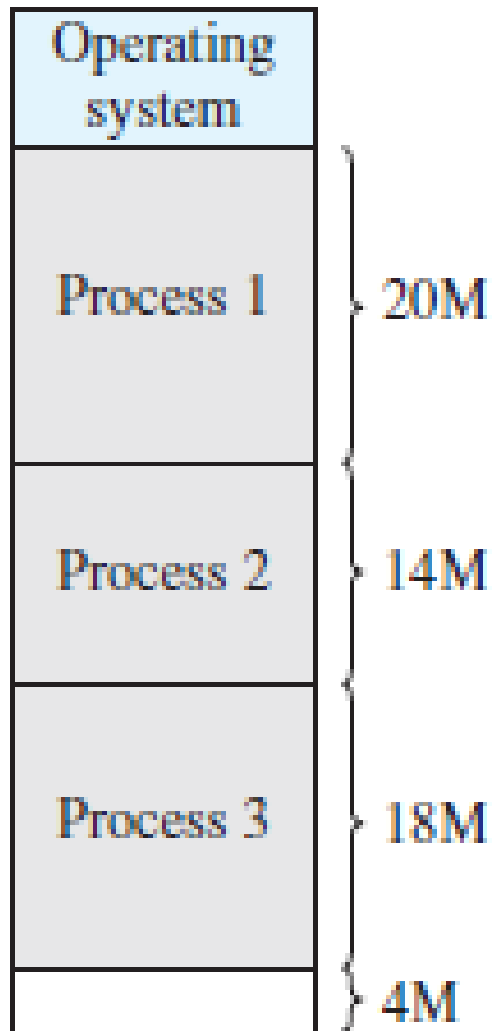 Operating
system
Process 1
20M
Process 2
14M
Process 3
18M
4M